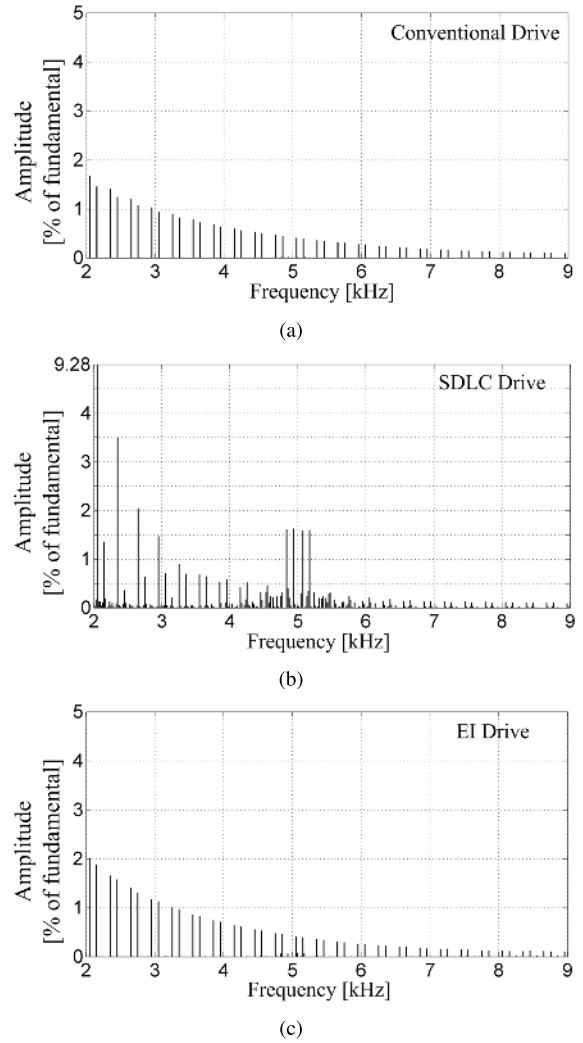 5
Conventional Drive
4
3
2
1
0
Amplitude
[% of fundamental]
2 3 4 5 6 7 8 9
Frequency [kHz]
(a)
9.28
SDLC Drive
4
3
2
1
0
Amplitude
[% of fundamental]
2 3 4 5 6 7 8 9
Frequency [kHz]
(b)
5
EI Drive
4
3
2
1
0
Amplitude
[% of fundamental]
2 3 4 5 6 7 8 9
Frequency [kHz]
(c)